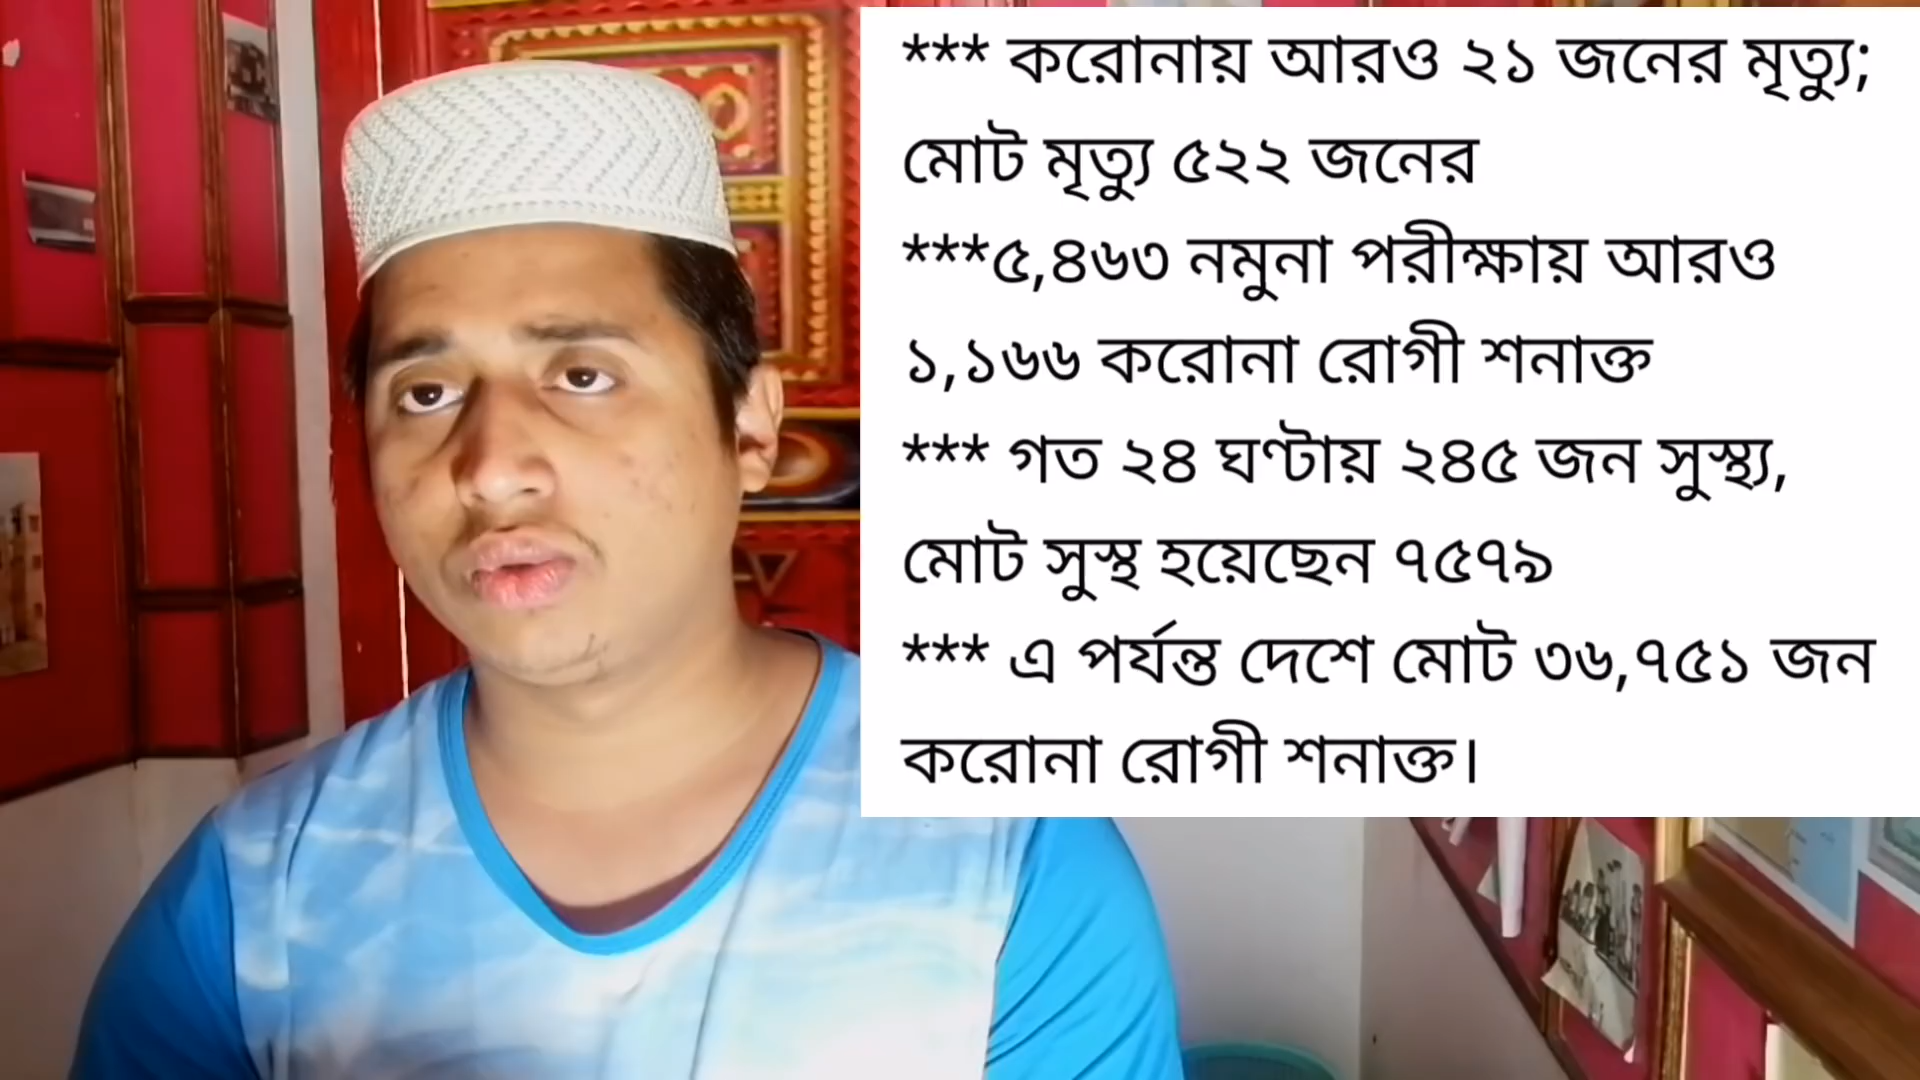 *** করোনায় আরও ২১ জনের মৃত্যু;
মোট মৃত্যু ৫২২ জনের
***৫,৪৬৩ নমুনা পরীক্ষায় আরও
১,১৬৬ করোনা রোগী শনাক্ত
*** গত ২৪ ঘণ্টায় ২৪৫ জন সুস্থ্য,
মোট সুস্থ হয়েছেন ৭৫৭৯
*** এ পর্যন্ত দেশে মোট ৩৬,৭৫১ জন
করোনা রোগী শনাক্ত।